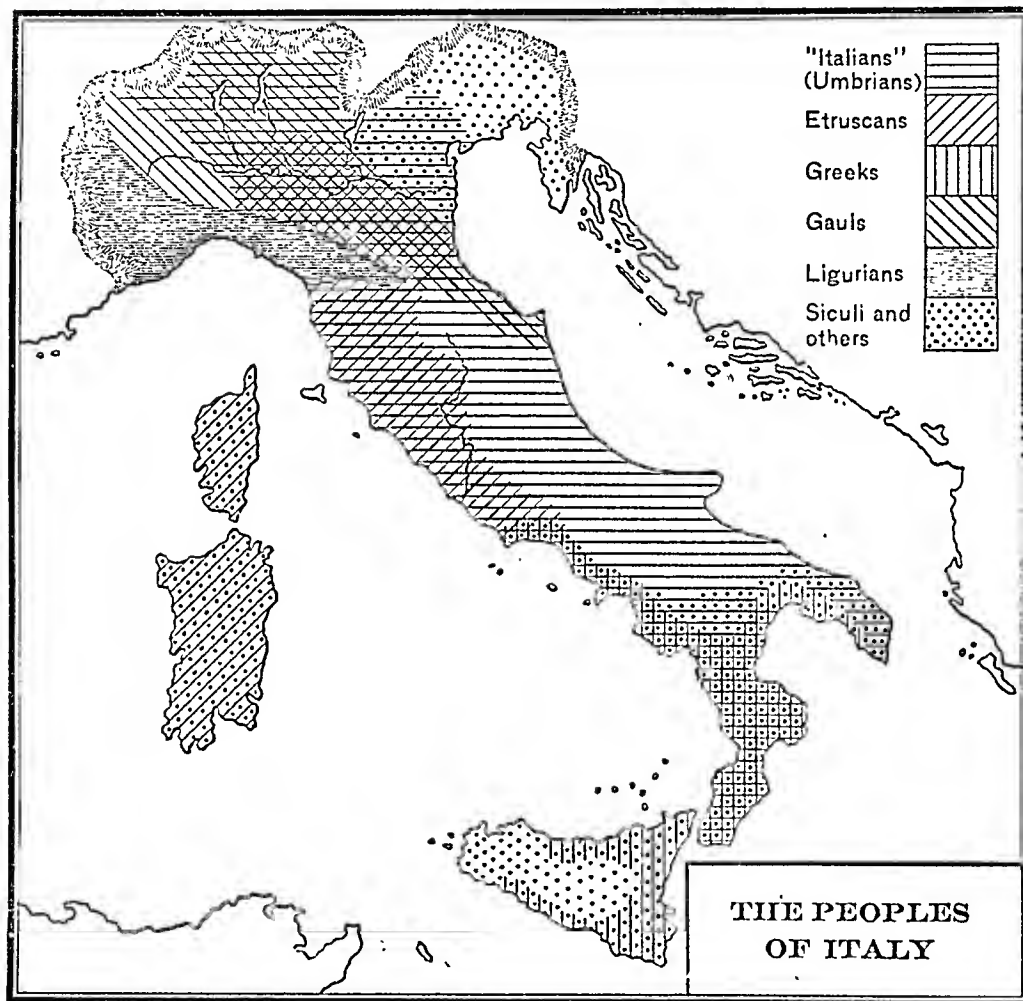 "Italians"
(Umbrians)
Etruscans
Greeks
Gauls
Ligurians
Siculi and
others
THE PEOPLES
OF ITALY